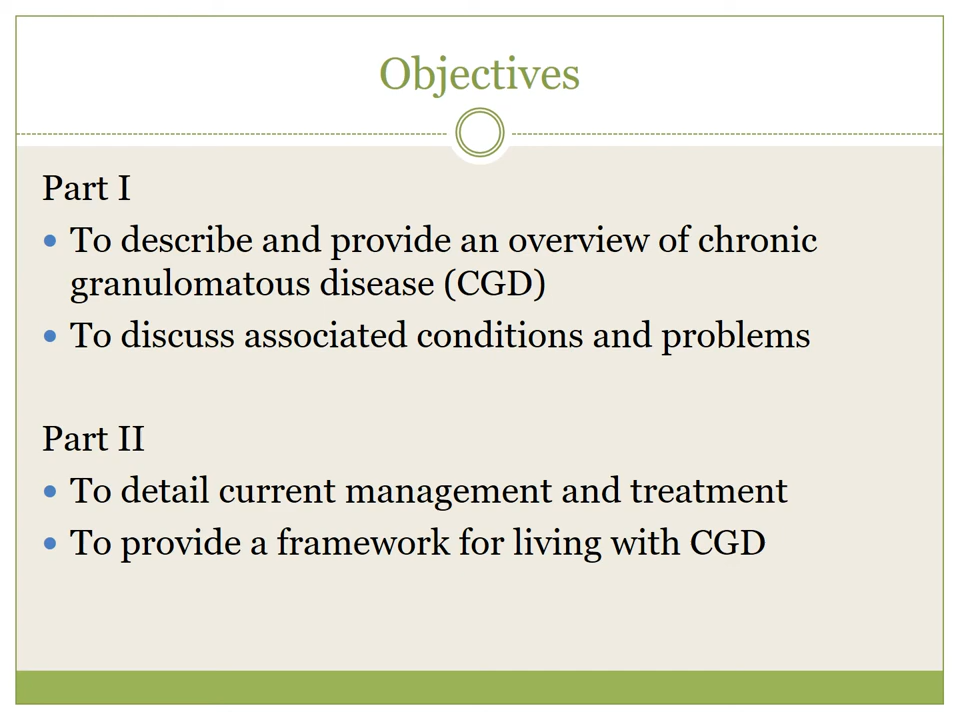 Objectives
Part I
• To describe and provide an overview of chronic
granulomatous disease (CGD)
• To discuss associated conditions and problems
Part II
• To detail current management and treatment
• To provide a framework for living with CGD